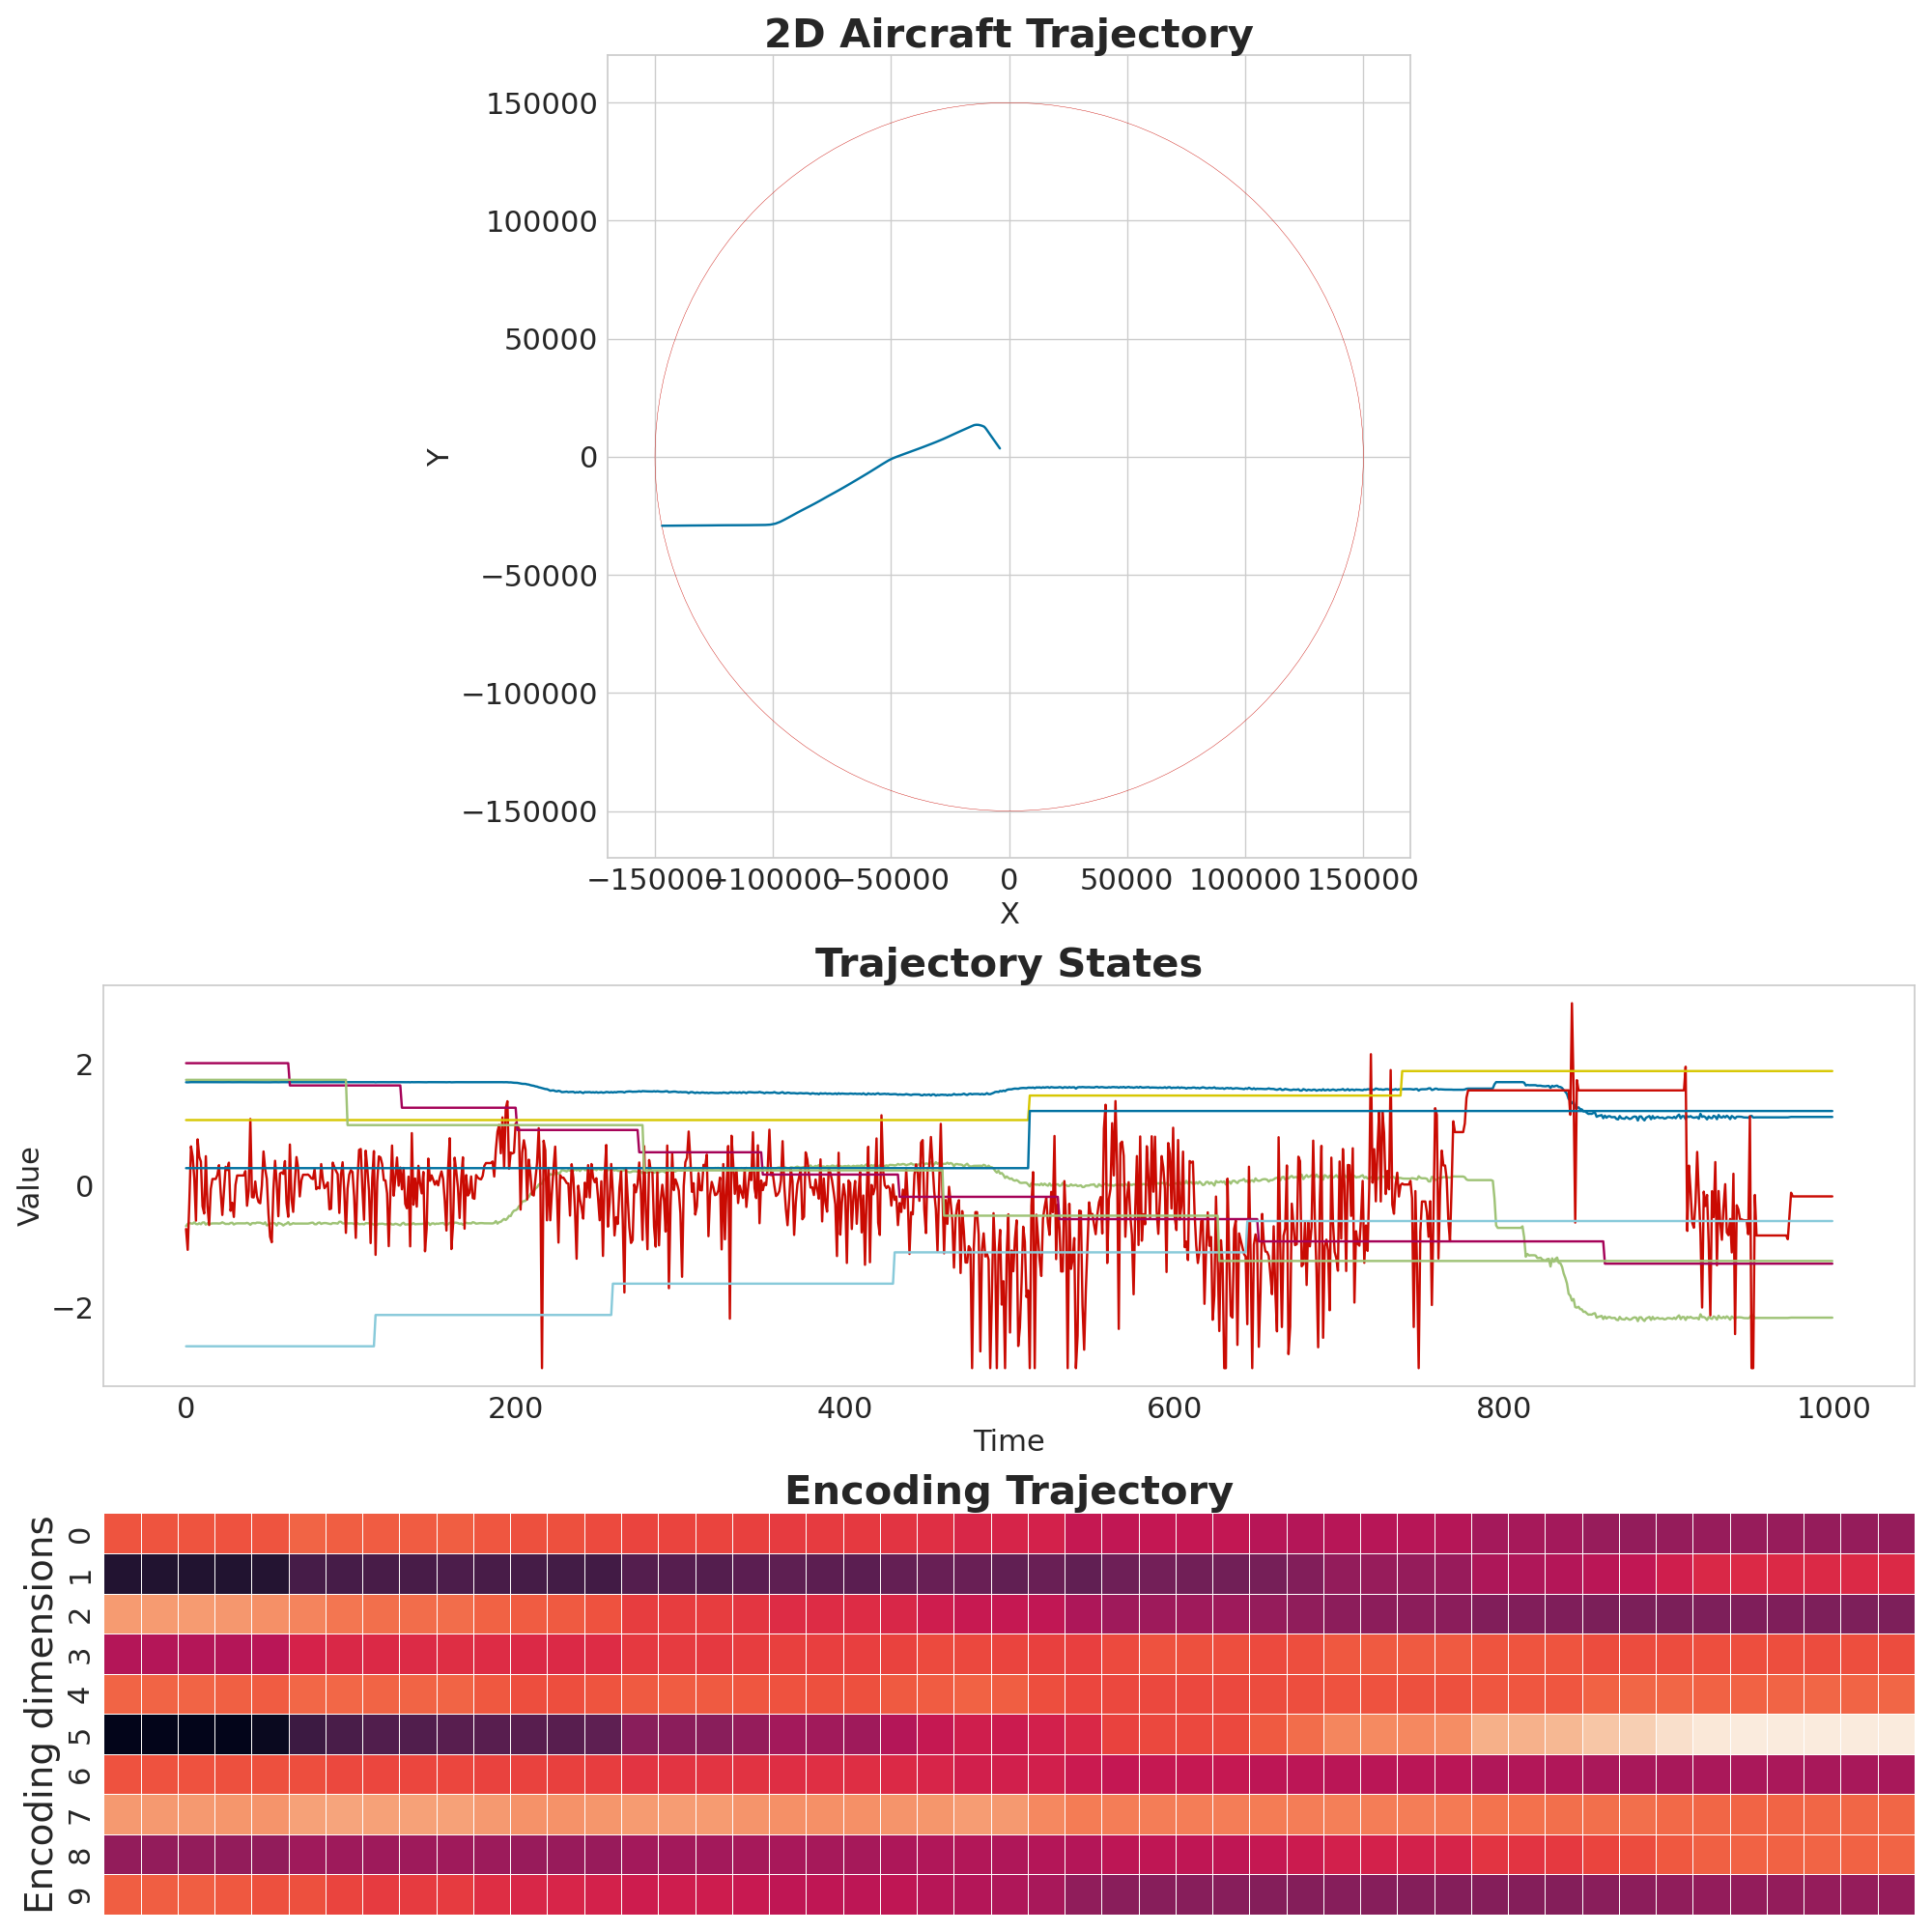 2D Aircraft Trajectory
150000
100000
50000
0
−50000
−100000
−150000
Y
−150000 −100000 −50000 0 50000 100000 150000
X
Trajectory States
2
0
−2
Value
0 200 400 600 800 1000
Time
Encoding Trajectory
Encoding dimensions
0
1
2
3
4
5
6
7
8
9